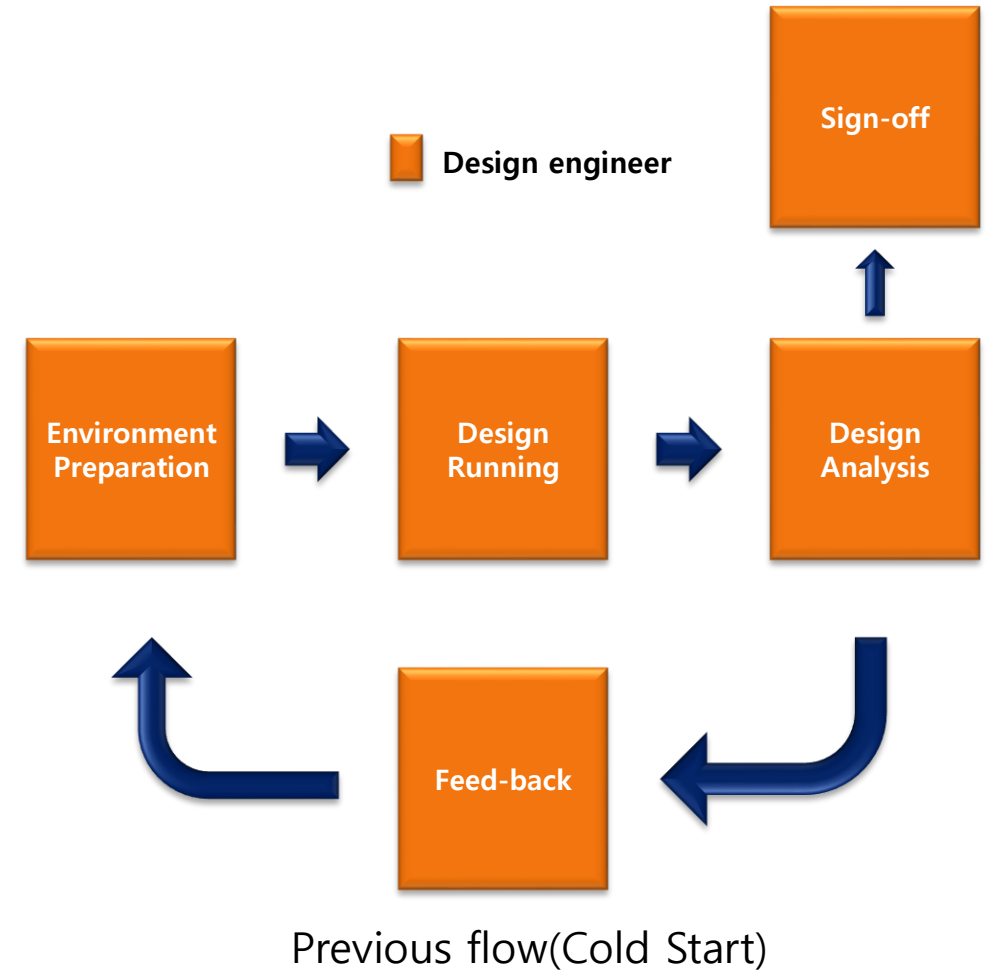 Sign-off
Design engineer
Environment
Preparation
Design
Running
Design
Analysis
Feed-back
Previous flow(Cold Start)